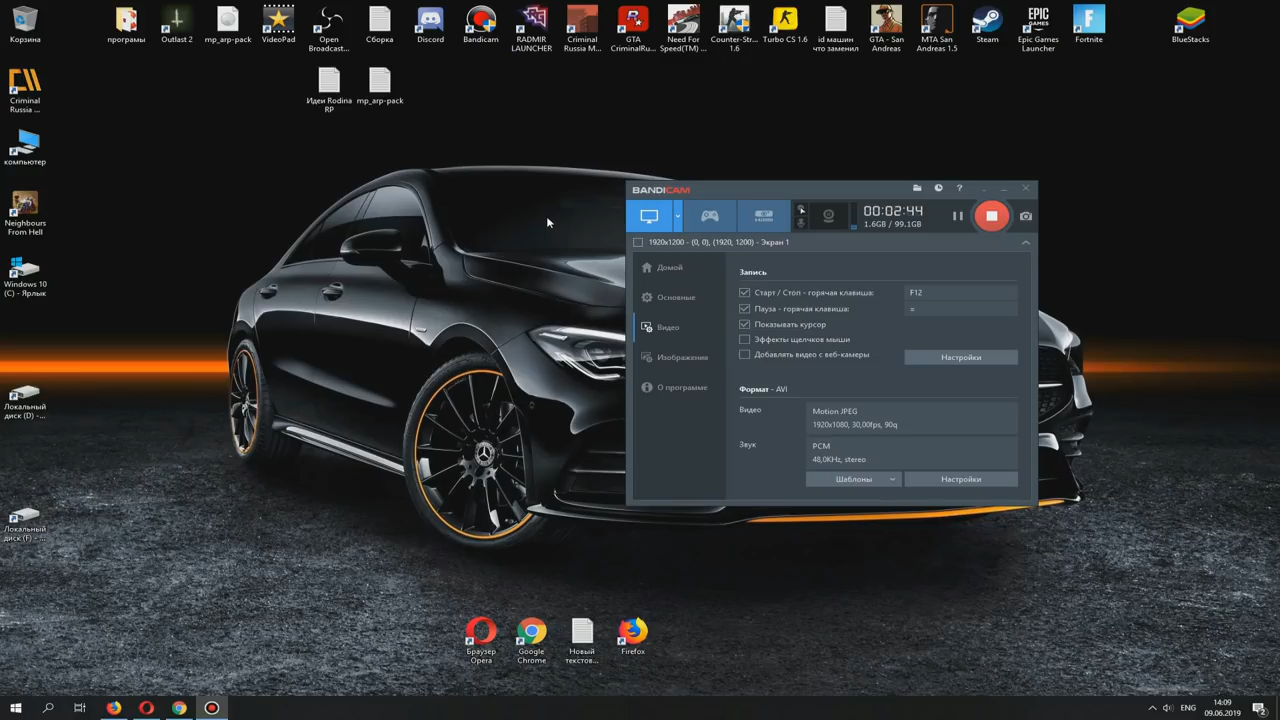 Корзина
програмы
Outlast 2
mp_arp-pack
VideoPad
Open
Broadcast...
Сборка
Discord
Bandicam
RADMIR
LAUNCHER
Criminal
Russia M...
GTA
CriminalRu...
Need For
Speed(TM) ...
Counter-Str...
1.6
Turbo CS 1.6
id машин
что заменил
GTA - San
Andreas
MTA San
Andreas 1.5
Steam
Epic Games
Launcher
Fortnite
BlueStacks
Criminal
Russia ...
Идеи Rodina
RP
mp_arp-pack
компьютер
Neighbours
From Hell
Windows 10
(C) - Ярлык
Локальный
диск (D) -...
Локальный
диск (F) -...
BANDICAM
00:02:44
1.6GB / 99.1GB
1920x1200 - (0, 0), (1920, 1200) - Экран 1
Домой
Основные
Видео
Изображения
О программе
Запись
Старт / Стоп - горячая клавиша:
F12
Пауза - горячая клавиша:
=
Показывать курсор
Эффекты щелчков мыши
Добавлять видео с веб-камеры
Настройки
Формат - AVI
Видео
Motion JPEG
1920x1080, 30,00fps, 90q
Звук
PCM
48,0KHz, stereo
Шаблоны
Настройки
Браузер
Opera
Google
Chrome
Новый
текстов...
Firefox
ENG
14:09
09.06.2019
2